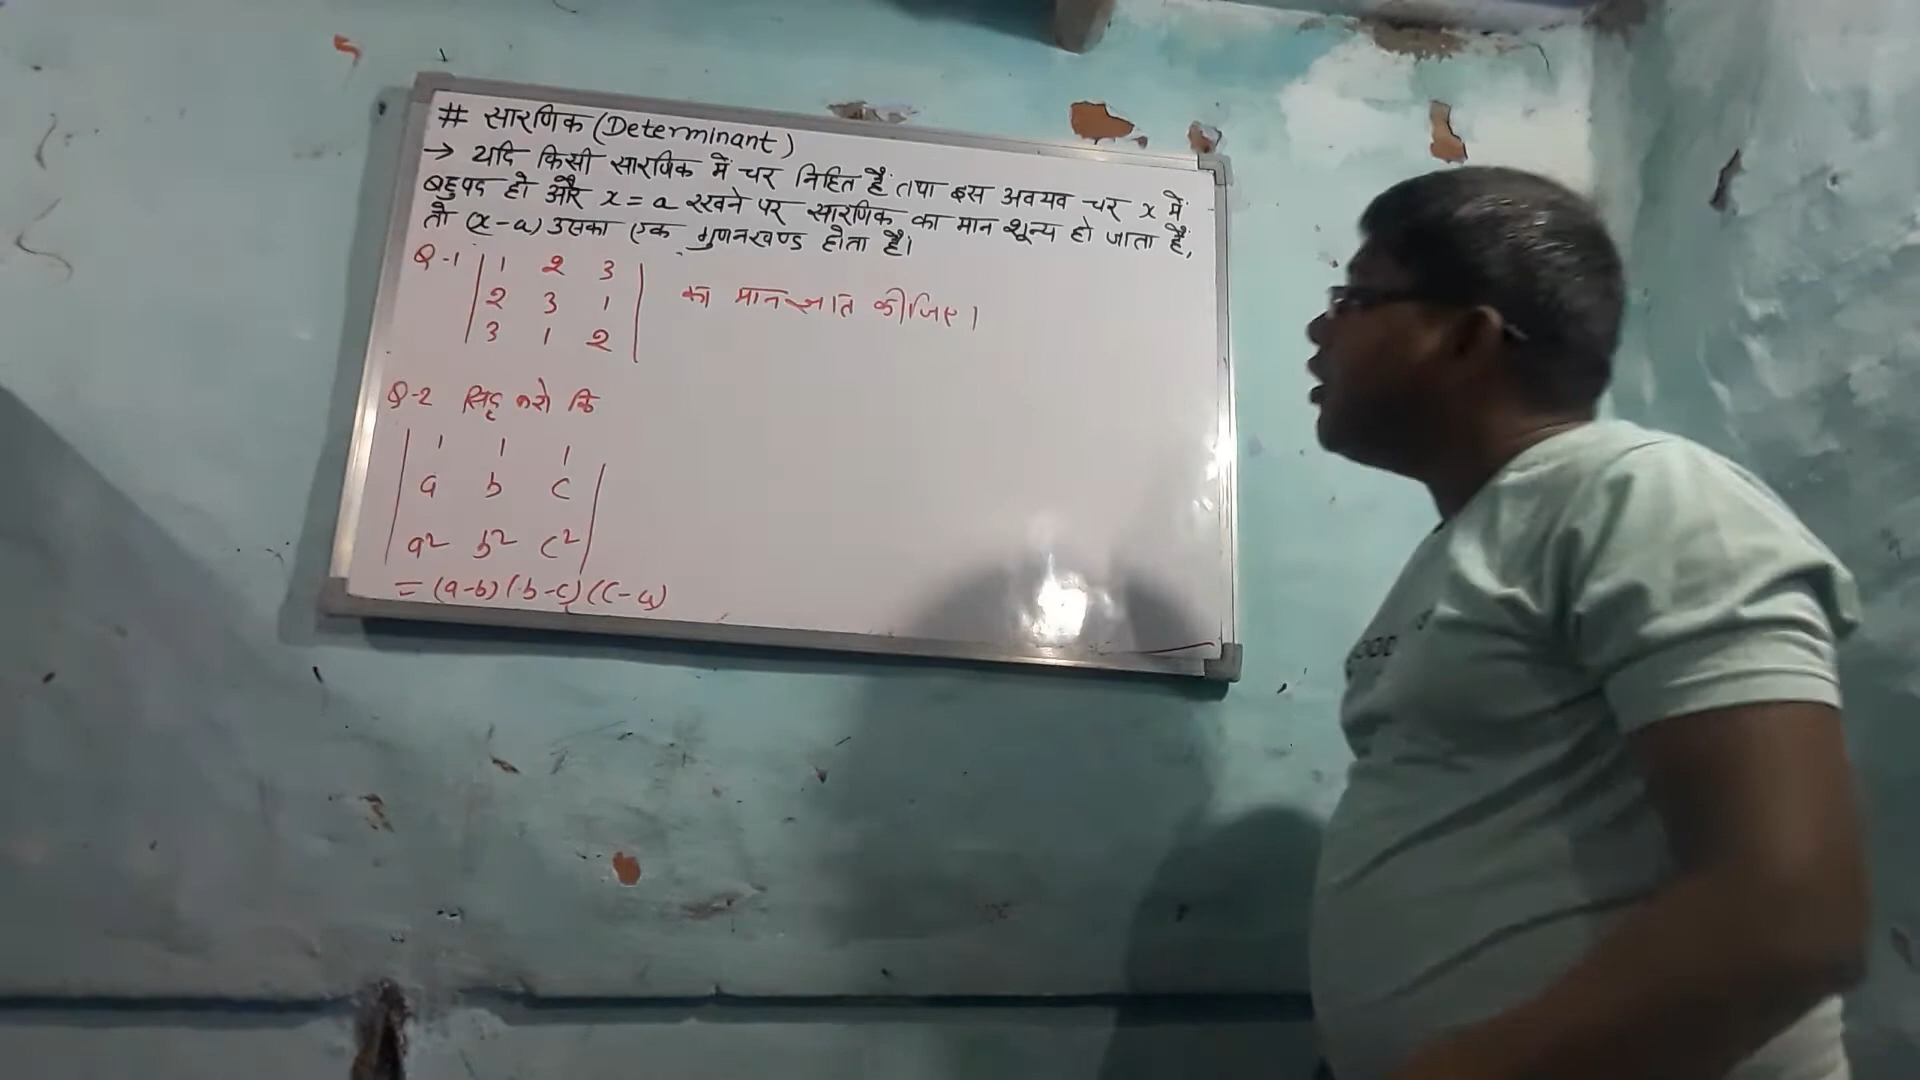 # सारणिक (Determinant)
→ यदि किसी सारणिक में चर निहित हैं तथा इस अवयव चर x में
बहुपद हो और x = a रखने पर सारणिक का मान शून्य हो जाता है,
तो (x-a) उसका एक गुणनखण्ड होता है।
Q-1 | 1 2 3 |
| 2 3 1 | का मान ज्ञात कीजिए।
| 3 1 2 |
Q-2 सिद्ध करो कि
| 1 1 1 |
| a b c |
| a² b² c² |
= (a-b) (b-c) (c-a)